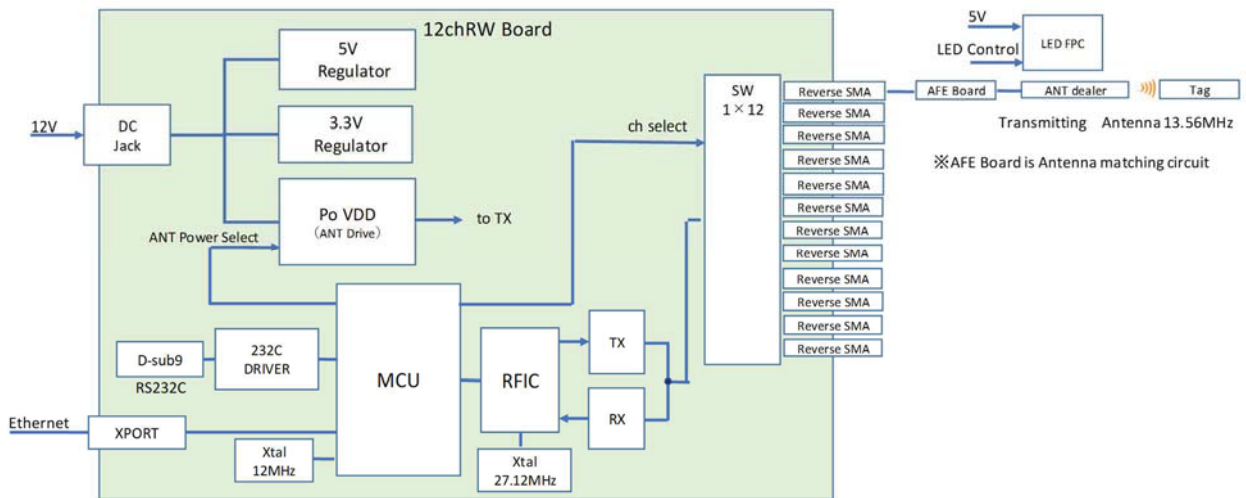 12chRW Board
5V
Regulator
5V
LED Control
LED FPC
12V
DC
Jack
3.3V
Regulator
ch select
SW
1×12
Reverse SMA
AFE Board
ANT dealer
Tag
Reverse SMA
Reverse SMA
Reverse SMA
Reverse SMA
Reverse SMA
Reverse SMA
Reverse SMA
Reverse SMA
Reverse SMA
Reverse SMA
Reverse SMA
Transmitting Antenna 13.56MHz
※AFE Board is Antenna matching circuit
Po VDD
(ANT Drive)
to TX
ANT Power Select
D-sub9
RS232C
232C
DRIVER
MCU
RFIC
TX
RX
Ethernet
XPORT
Xtal
12MHz
Xtal
27.12MHz